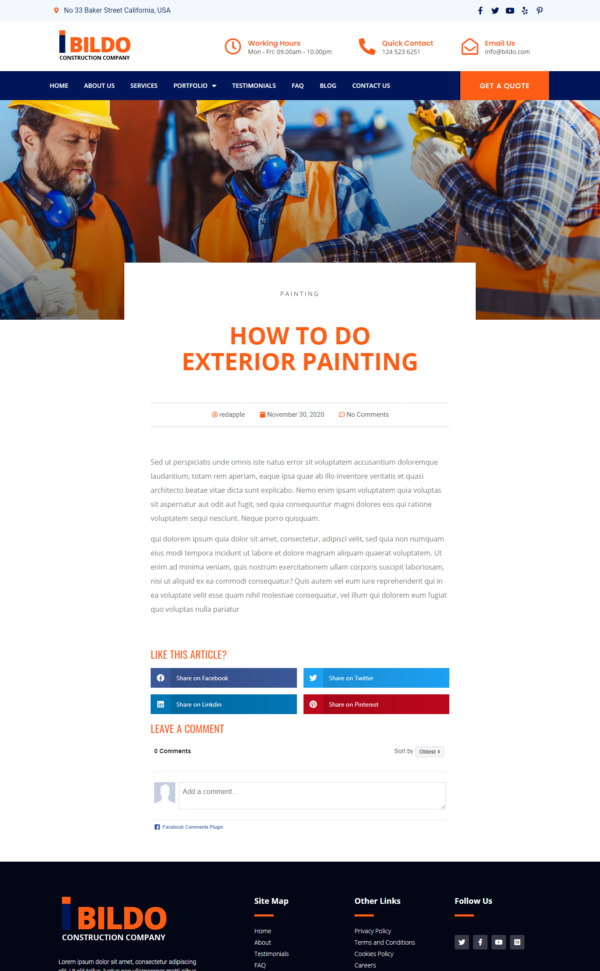 No 33 Baker Street California, USA
BILDO
CONSTRUCTION COMPANY
Working Hours
Mon - Fri: 09.00am - 10.00pm
Quick Contact
124 523 6251
Email Us
info@bildo.com
HOME ABOUT US SERVICES PORTFOLIO TESTIMONIALS FAQ BLOG CONTACT US GET A QUOTE
PAINTING
HOW TO DO
EXTERIOR PAINTING
redapple November 30, 2020 No Comments
Sed ut perspiciatis unde omnis iste natus error sit voluptatem accusantium doloremque
laudantium, totam rem aperiam, eaque ipsa quae ab illo inventore veritatis et quasi
architecto beatae vitae dicta sunt explicabo. Nemo enim ipsam voluptatem quia voluptas
sit aspernatur aut odit aut fugit, sed quia consequuntur magni dolores eos qui ratione
voluptatem sequi nesciunt. Neque porro quisquam.
qui dolorem ipsum quia dolor sit amet, consectetur, adipisci velit, sed quia non numquam
eius modi tempora incidunt ut labore et dolore magnam aliquam quaerat voluptatem. Ut
enim ad minima veniam, quis nostrum exercitationem ullam corporis suscipit laboriosam,
nisi ut aliquid ex ea commodi consequatur? Quis autem vel eum iure reprehenderit qui in
ea voluptate velit esse quam nihil molestiae consequatur, vel illum qui dolorem eum fugiat
quo voluptas nulla pariatur
LIKE THIS ARTICLE?
Share on Facebook
Share on Twitter
Share on Linkdin
Share on Pinterest
LEAVE A COMMENT
0 Comments
Sort by Oldest
Add a comment...
Facebook Comments Plugin
BILDO
CONSTRUCTION COMPANY
Lorem ipsum dolor sit amet, consectetur adipiscing
Site Map
Home
About
Testimonials
FAQ
Other Links
Privacy Policy
Terms and Conditions
Cookies Policy
Careers
Follow Us